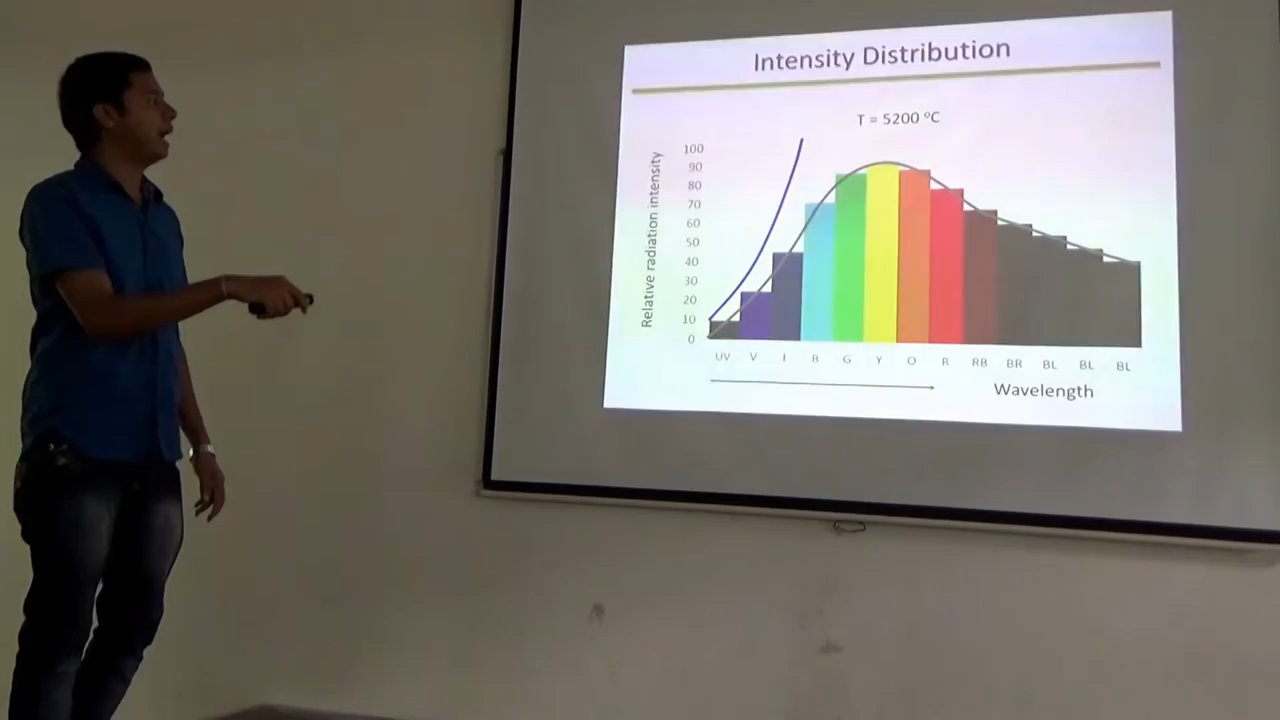 Intensity Distribution
T = 5200 °C
Relative radiation intensity
100
90
80
70
60
50
40
30
20
10
0
UV V I B G Y O R RB BR BL BL BL
Wavelength